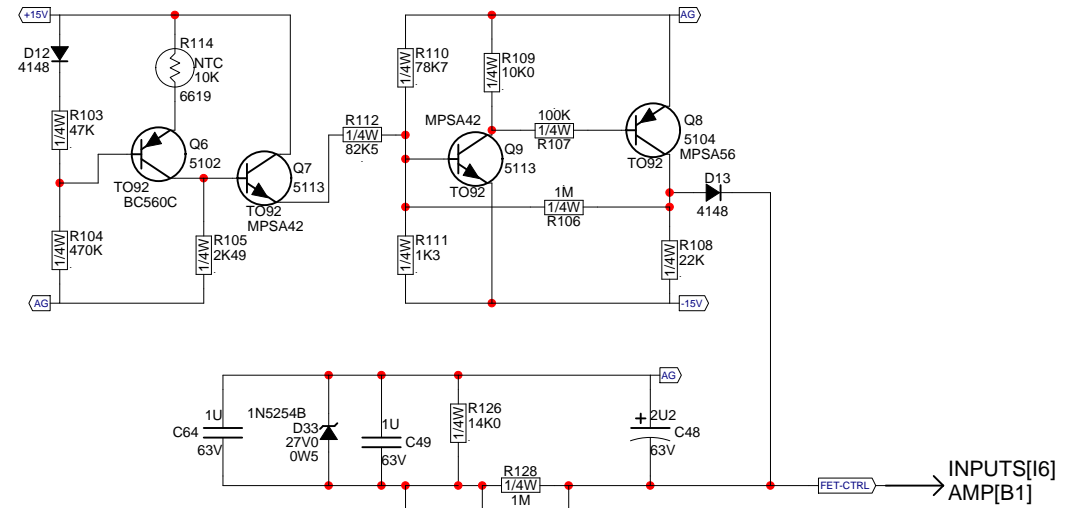 +15V
AG
D12
4148
R114
NTC
10K
6619
R103
1/4W
47K
Q6
5102
TO92
BC560C
Q7
5113
TO92
MPSA42
R104
1/4W
470K
R105
1/4W
2K49
AG
R112
1/4W
82K5
R110
1/4W
78K7
R109
1/4W
10K0
MPSA42
Q9
5113
TO92
100K
1/4W
R107
Q8
5104
MPSA56
TO92
D13
4148
1M
1/4W
R106
R111
1/4W
1K3
R108
1/4W
22K
-15V
AG
1U
C64
63V
1N5254B
D33
27V0
0W5
1U
C49
63V
R126
1/4W
14K0
+
2U2
C48
63V
R128
1/4W
1M
FET-CTRL
INPUTS[I6]
AMP[B1]